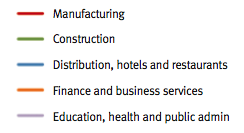 Manufacturing
Construction
Distribution, hotels and restaurants
Finance and business services
Education, health and public admin